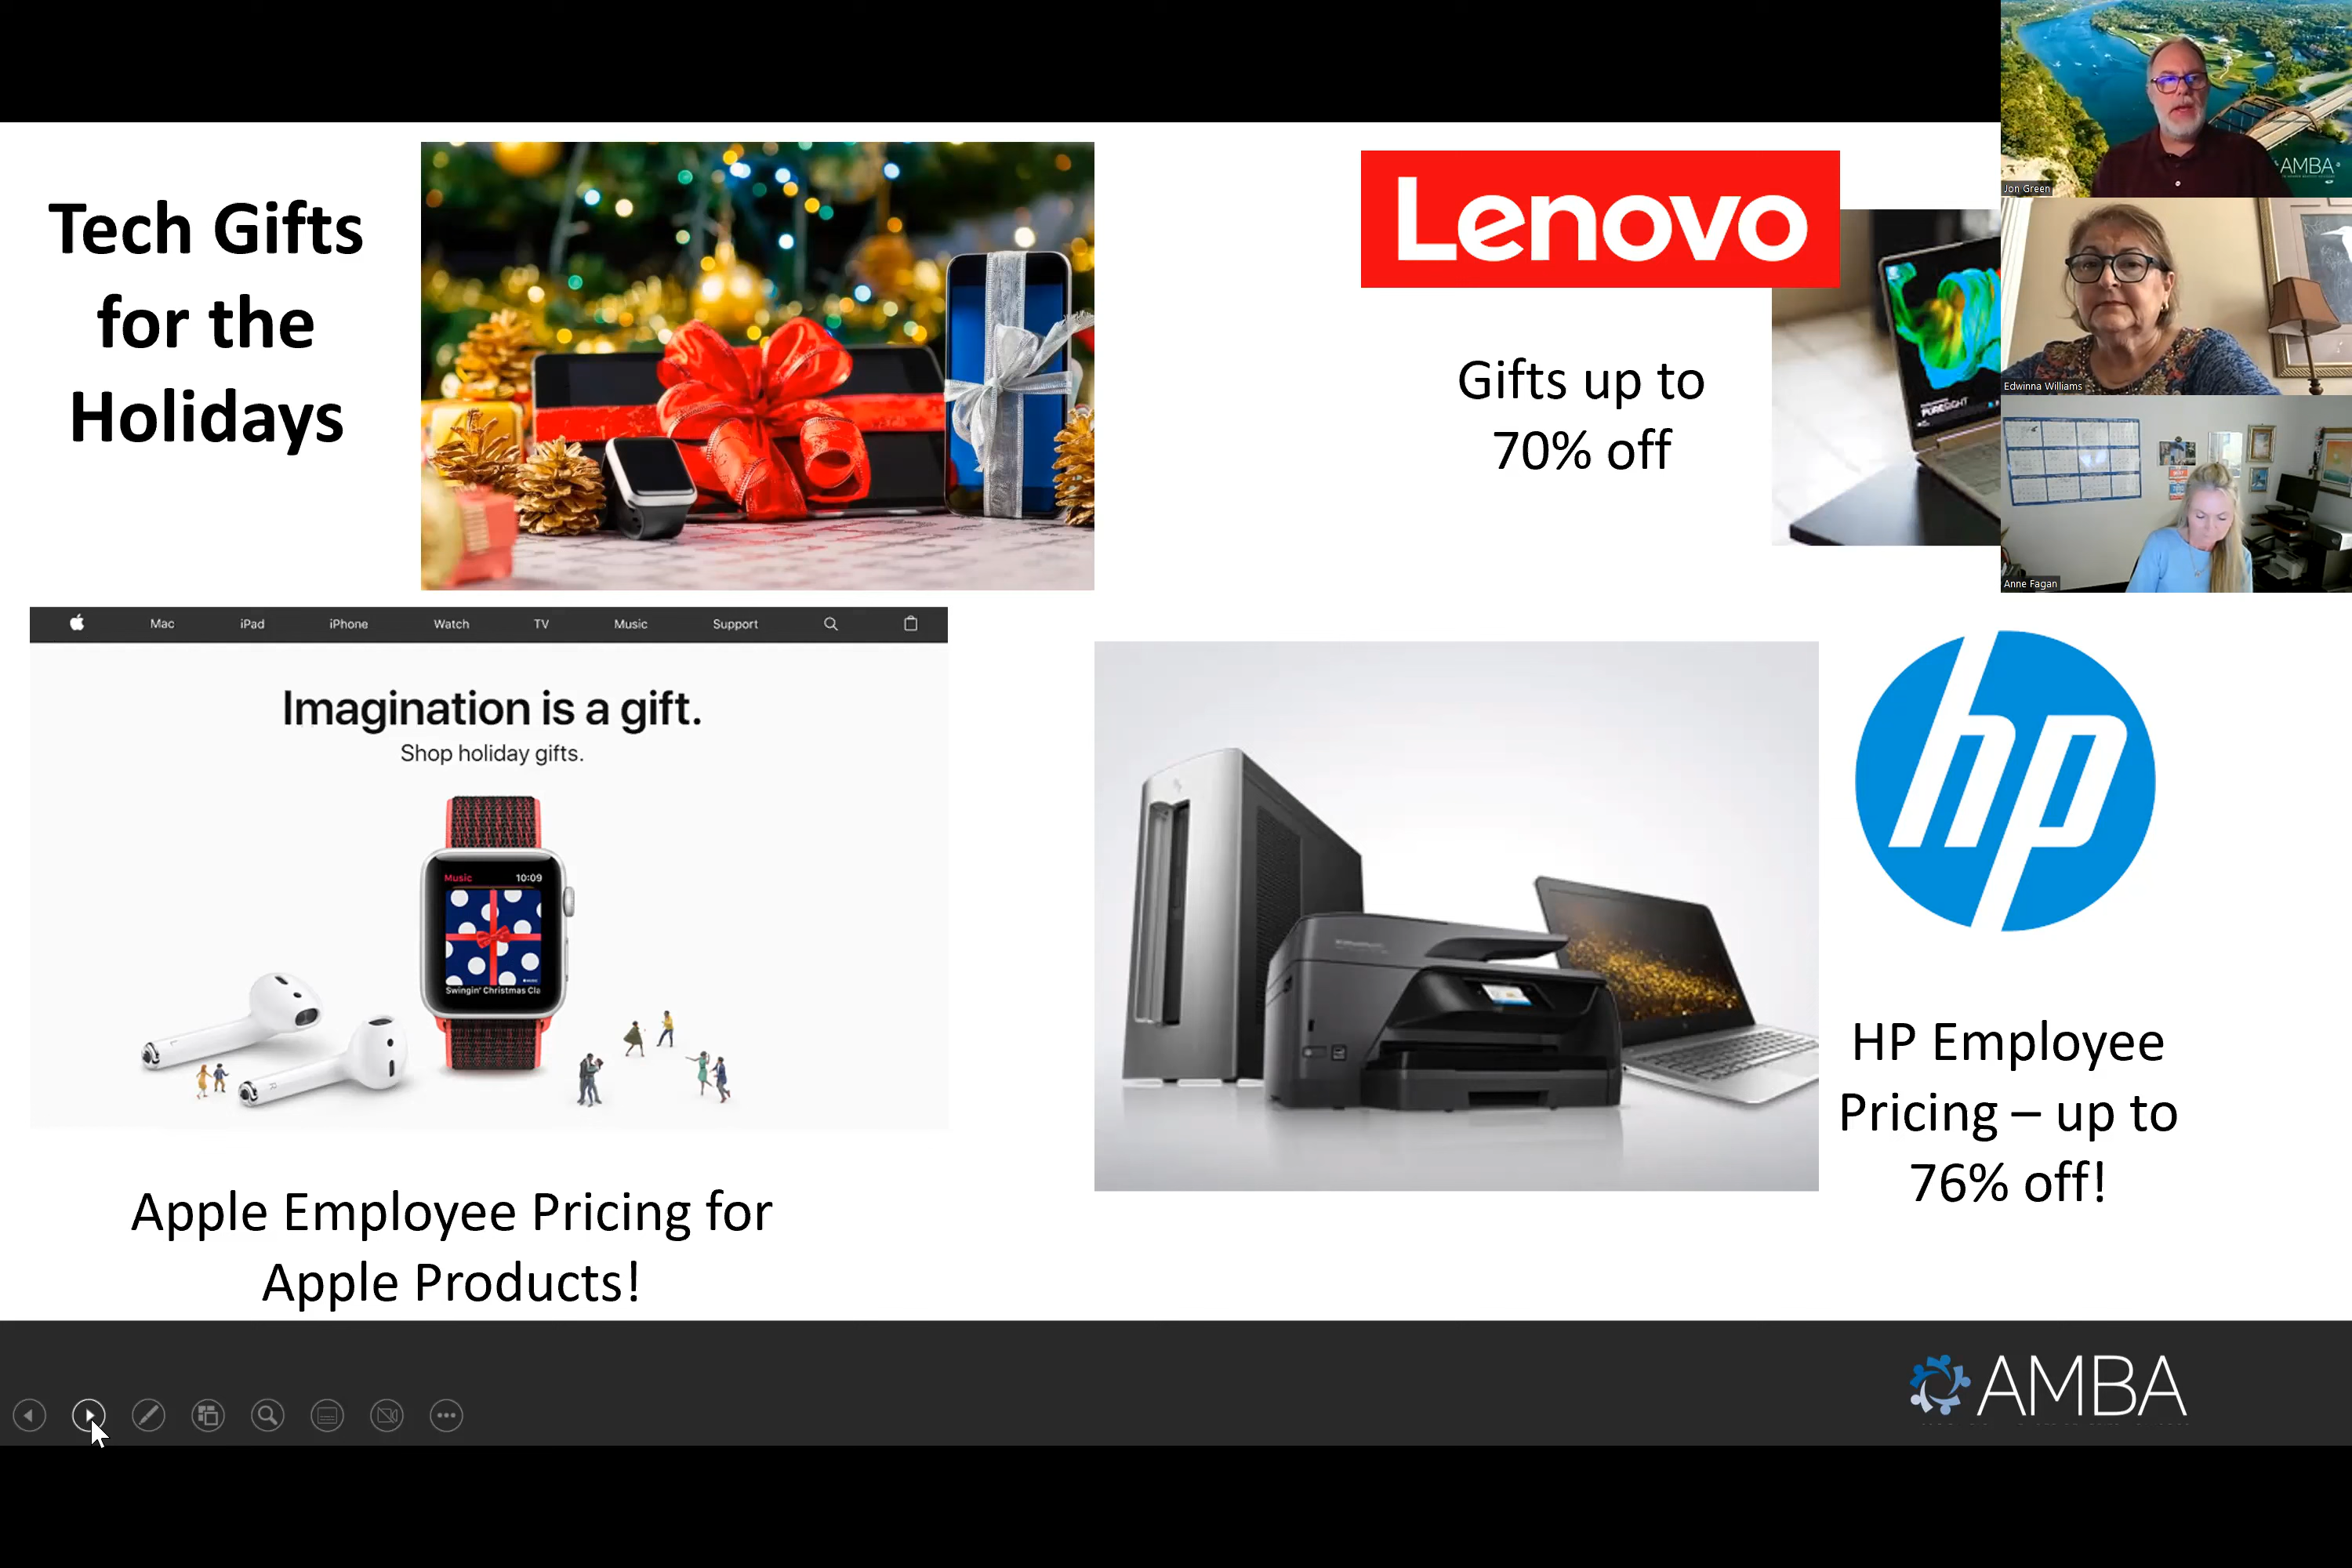 Tech Gifts
for the
Holidays
Lenovo
Gifts up to
70% off
PURESIGHT
AMBA
Jon Green
Edwinna Williams
Anne Fagan
Mac iPad iPhone Watch TV Music Support
Imagination is a gift.
Shop holiday gifts.
Music 10:09
Swingin' Christmas Cla
L
R
Apple Employee Pricing for
Apple Products!
hp
HP Employee
Pricing – up to
76% off!
AMBA